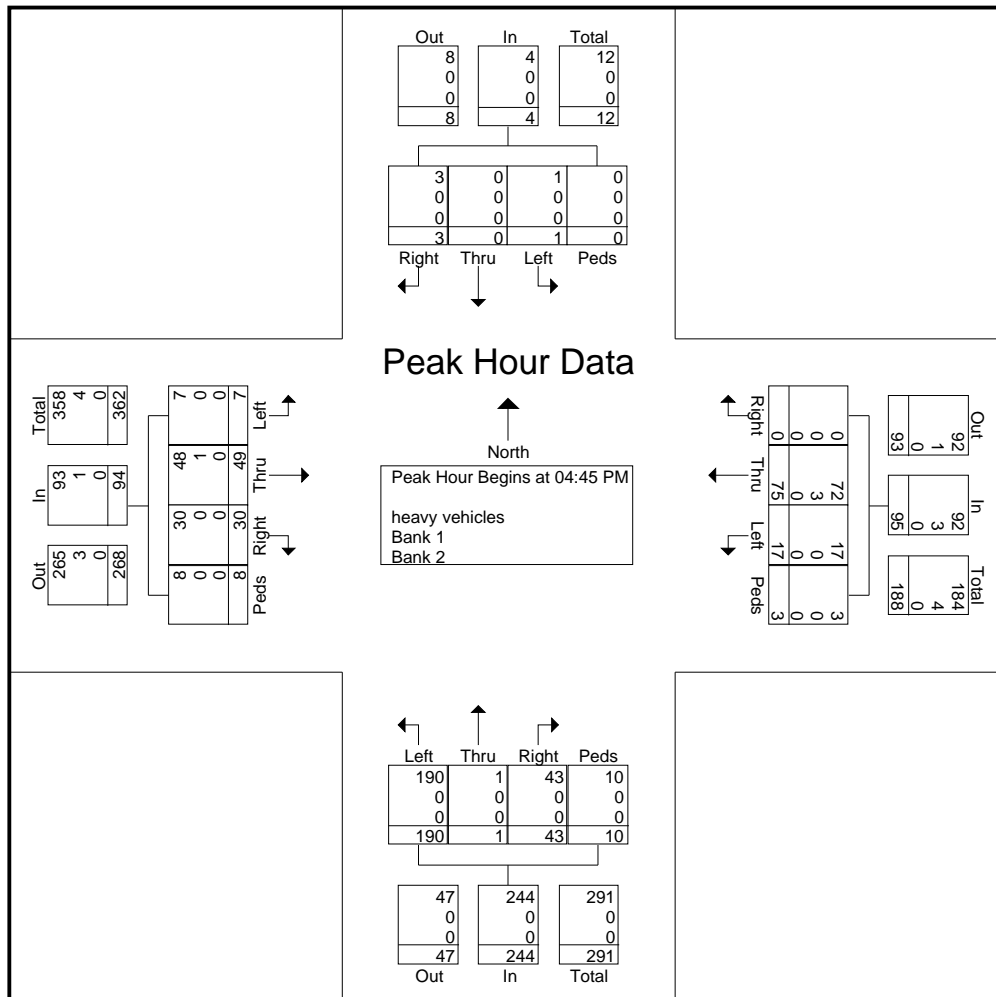 Out In Total
8 4 12
0 0 0
0 0 0
8 4 12
3 0 1 0
0 0 0 0
0 0 0 0
3 0 1 0
Right Thru Left Peds
Peak Hour Data
North
Peak Hour Begins at 04:45 PM
heavy vehicles
Bank 1
Bank 2
Total
358 4 0 362
In
93 1 0 94
Out
265 3 0 268
7 0 0 7
Left
48 1 0 49
Thru
30 0 0 30
Right
8 0 0 8
Peds
Right
0 0 0 0
Thru
72 3 0 75
Left
17 0 0 17
Peds
3 0 0 3
Out
92 1 0 93
In
92 3 0 95
Total
184 4 0 188
Left Thru Right Peds
190 1 43 10
0 0 0 0
0 0 0 0
190 1 43 10
47 244 291
0 0 0
0 0 0
47 244 291
Out In Total